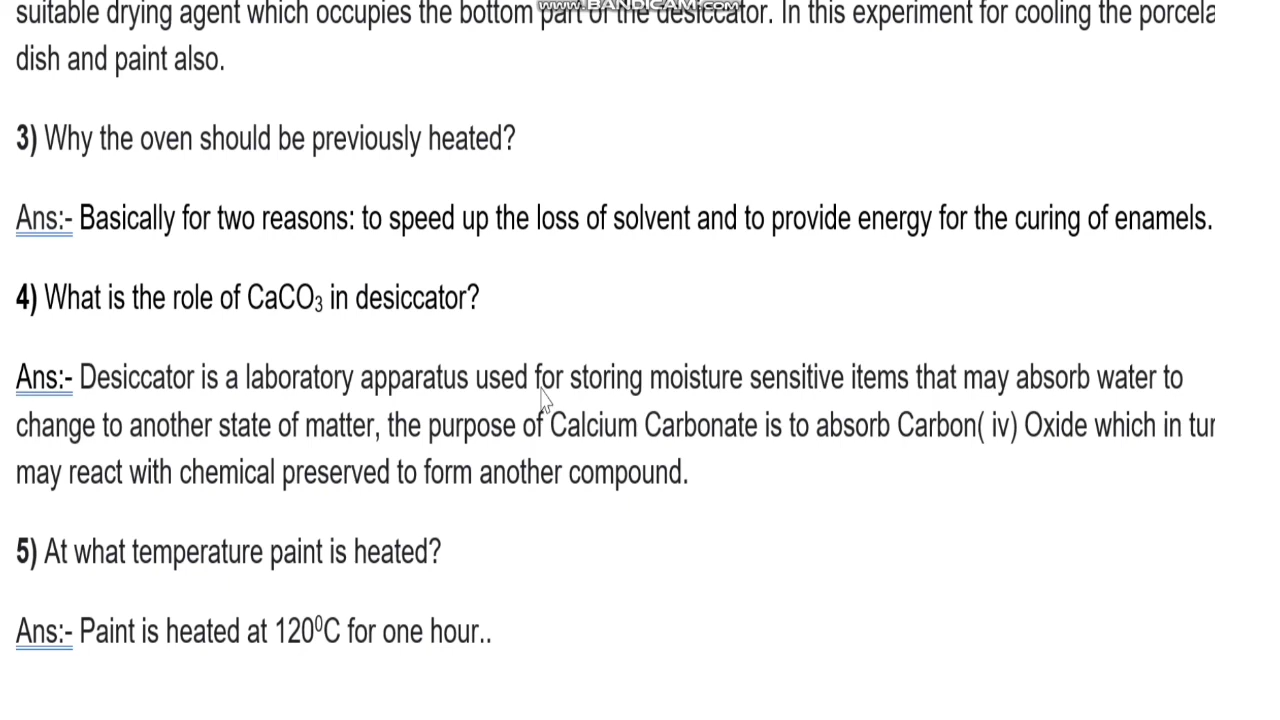 suitable drying agent which occupies the bottom part of the desiccator. In this experiment for cooling the porcela
www.BANDICAM.com
dish and paint also.
3) Why the oven should be previously heated?
Ans:- Basically for two reasons: to speed up the loss of solvent and to provide energy for the curing of enamels.
4) What is the role of CaCO₃ in desiccator?
Ans:- Desiccator is a laboratory apparatus used for storing moisture sensitive items that may absorb water to
change to another state of matter, the purpose of Calcium Carbonate is to absorb Carbon( iv) Oxide which in tur
may react with chemical preserved to form another compound.
5) At what temperature paint is heated?
Ans:- Paint is heated at 120⁰C for one hour..